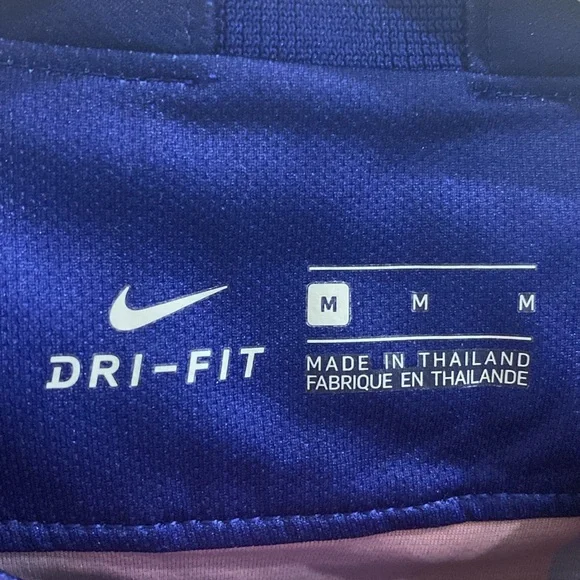 DRI-FIT
M M M
MADE IN THAILAND
FABRIQUE EN THAILANDE